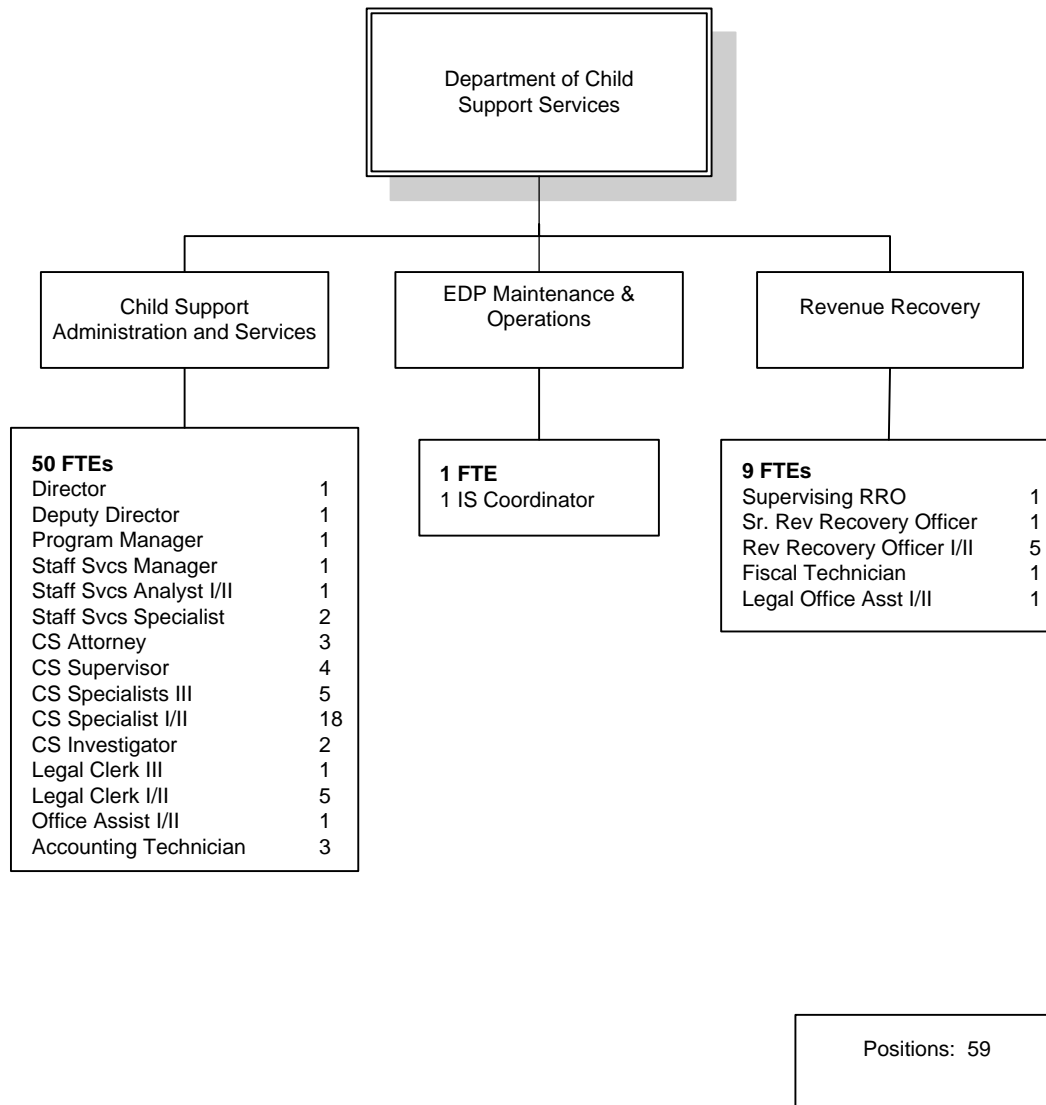 Department of Child
Support Services
Child Support
Administration and Services
EDP Maintenance &
Operations
Revenue Recovery
50 FTEs
Director 1
Deputy Director 1
Program Manager 1
Staff Svcs Manager 1
Staff Svcs Analyst I/II 1
Staff Svcs Specialist 2
CS Attorney 3
CS Supervisor 4
CS Specialists III 5
CS Specialist I/II 18
CS Investigator 2
Legal Clerk III 1
Legal Clerk I/II 5
Office Assist I/II 1
Accounting Technician 3
1 FTE
1 IS Coordinator
9 FTEs
Supervising RRO 1
Sr. Rev Recovery Officer 1
Rev Recovery Officer I/II 5
Fiscal Technician 1
Legal Office Asst I/II 1
Positions: 59